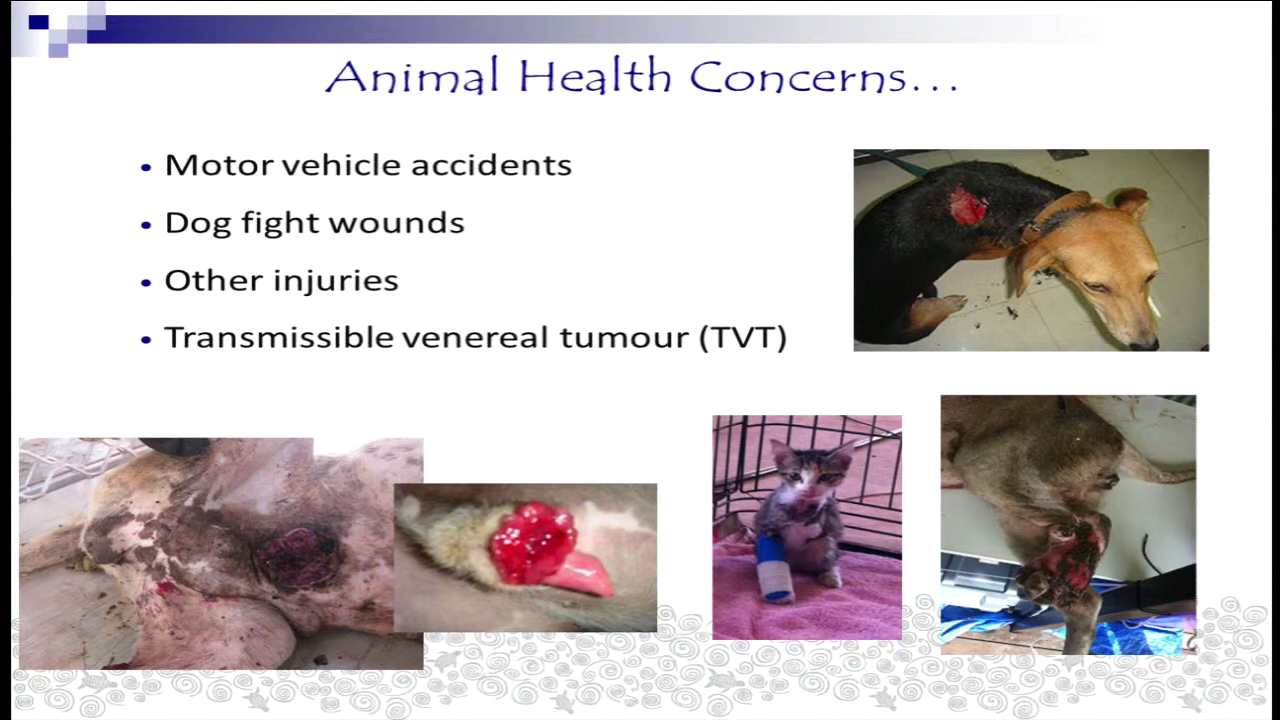 Animal Health Concerns...
• Motor vehicle accidents
• Dog fight wounds
• Other injuries
• Transmissible venereal tumour (TVT)